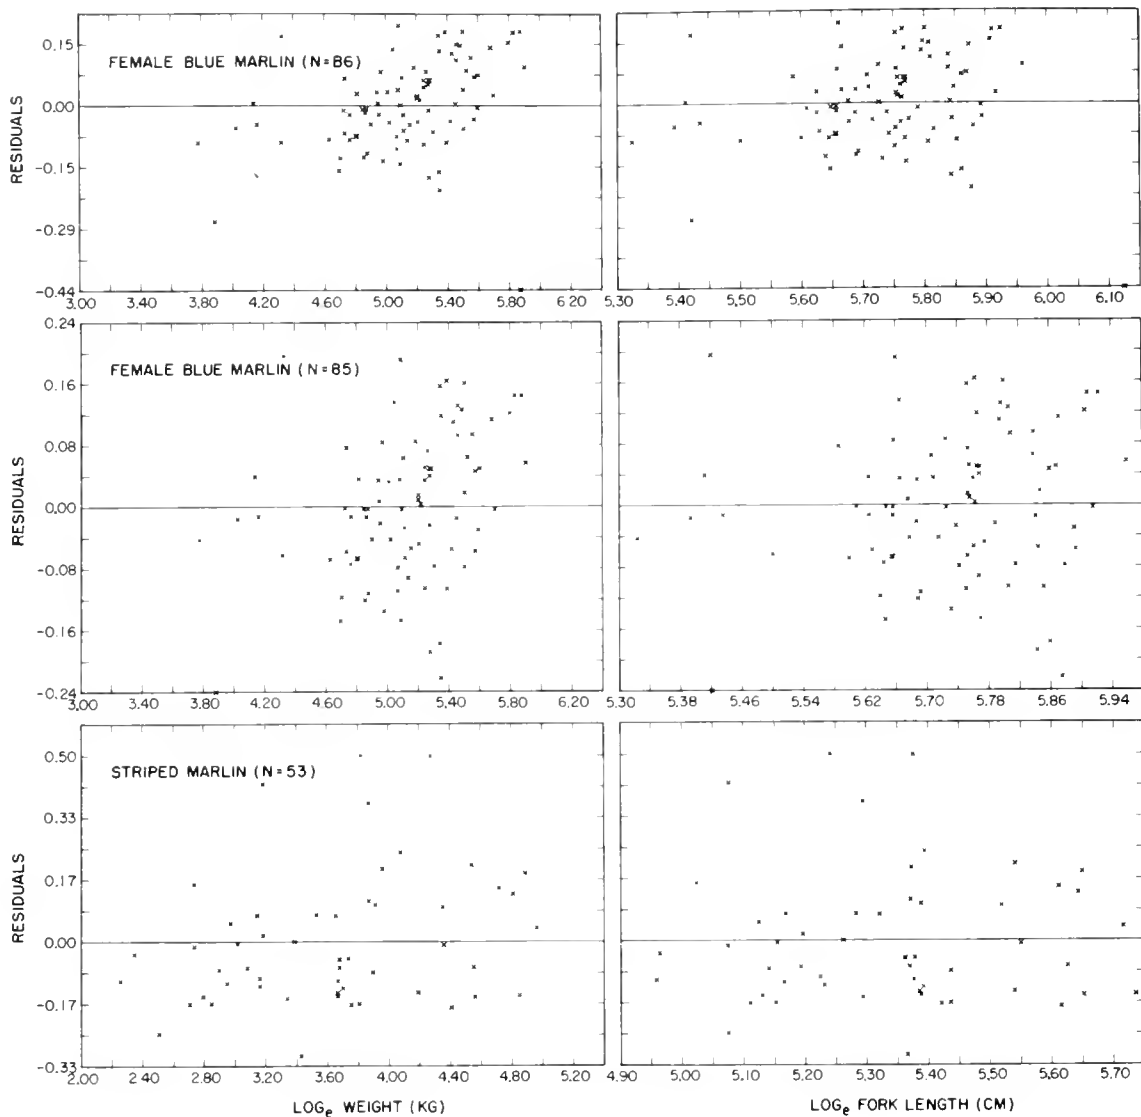 RESIDUALS
FEMALE BLUE MARLIN (N=86)
0.15
0.00
-0.15
-0.29
-0.44
3.00 3.40 3.80 4.20 4.60 5.00 5.40 5.80 6.20
5.30 5.40 5.50 5.60 5.70 5.80 5.90 6.00 6.10
RESIDUALS
FEMALE BLUE MARLIN (N=85)
0.24
0.16
0.08
0.00
-0.08
-0.16
-0.24
3.00 3.40 3.80 4.20 4.60 5.00 5.40 5.80 6.20
5.30 5.38 5.46 5.54 5.62 5.70 5.78 5.86 5.94
RESIDUALS
STRIPED MARLIN (N=53)
0.50
0.33
0.17
0.00
-0.17
-0.33
2.00 2.40 2.80 3.20 3.60 4.00 4.40 4.80 5.20
4.90 5.00 5.10 5.20 5.30 5.40 5.50 5.60 5.70
LOGe WEIGHT (KG)
LOGe FORK LENGTH (CM)